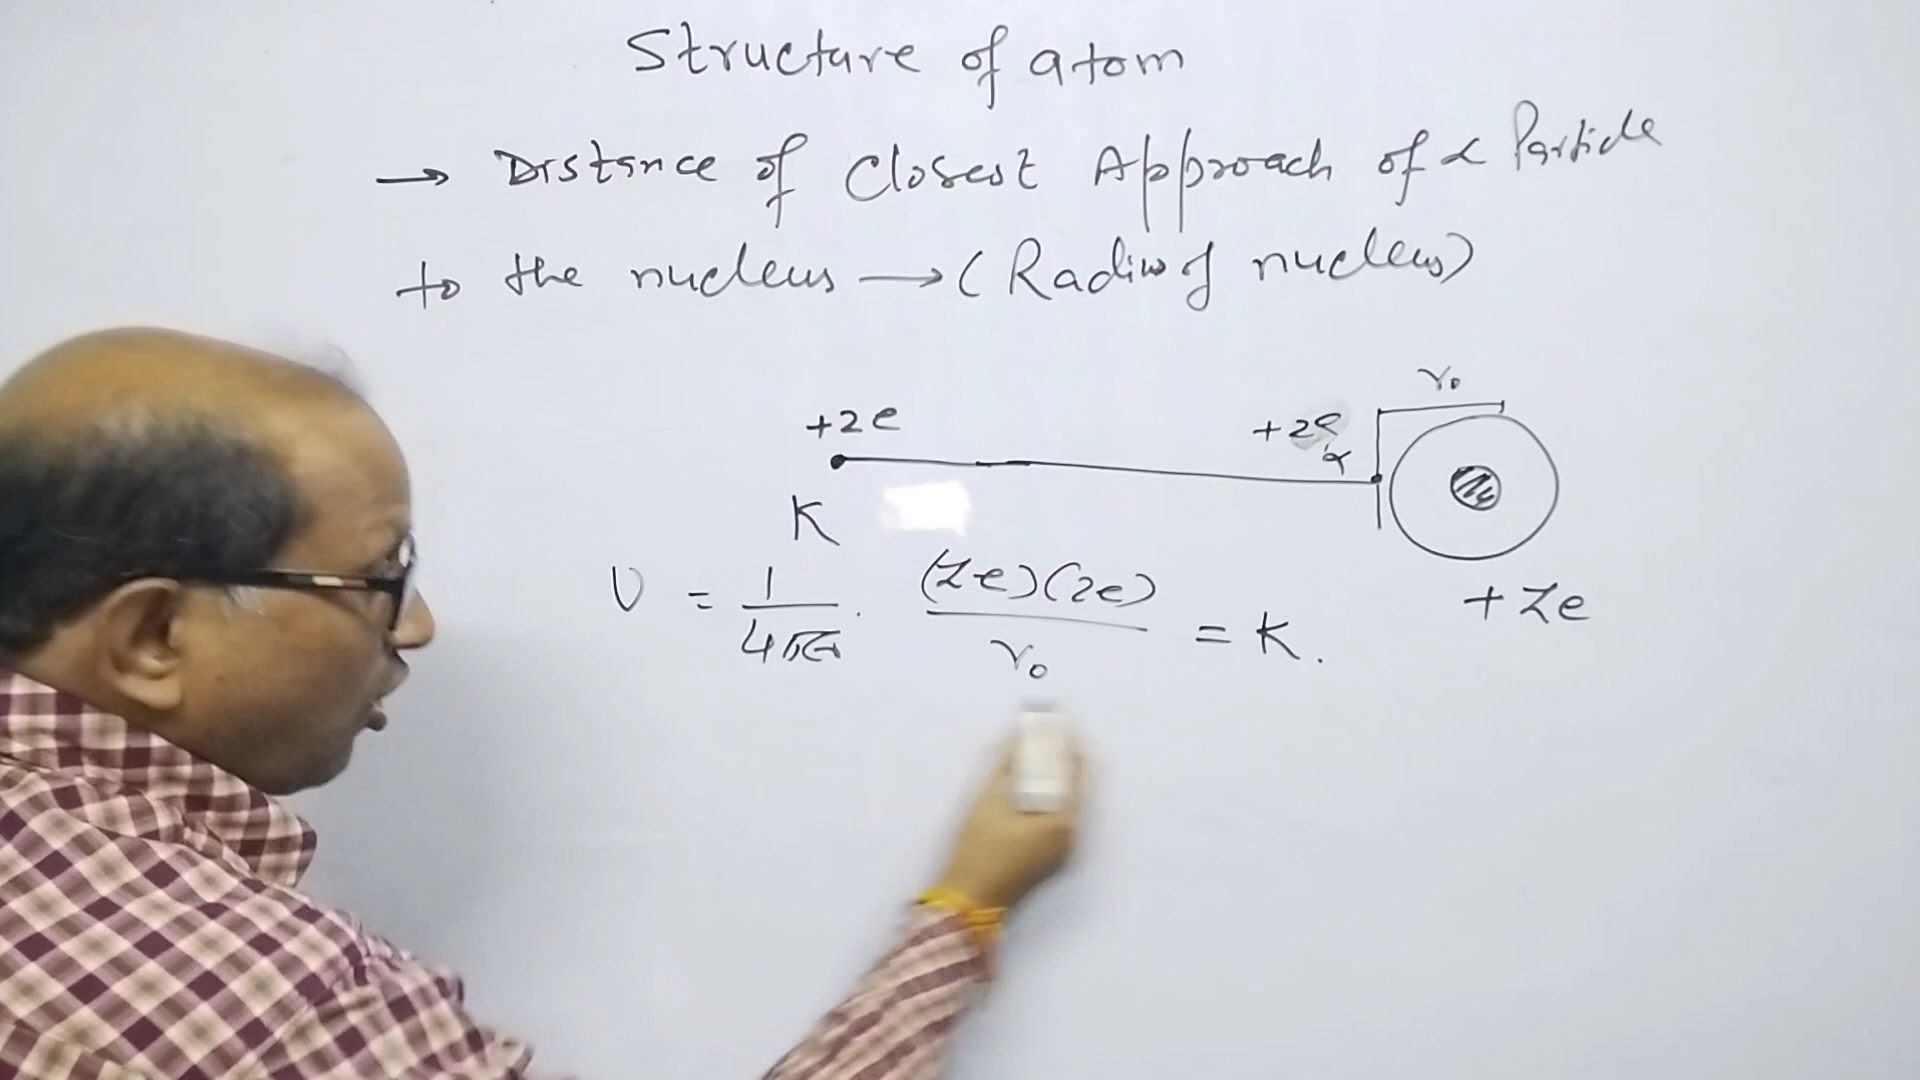 Structure of atom
→ Distance of Closest Approach of α Particle
to the nucleus → (Radius of nucleus)
r₀
+2e
+2e
α
K
U = 1/4πε₀ . (Ze)(2e)/r₀ = K.
+Ze